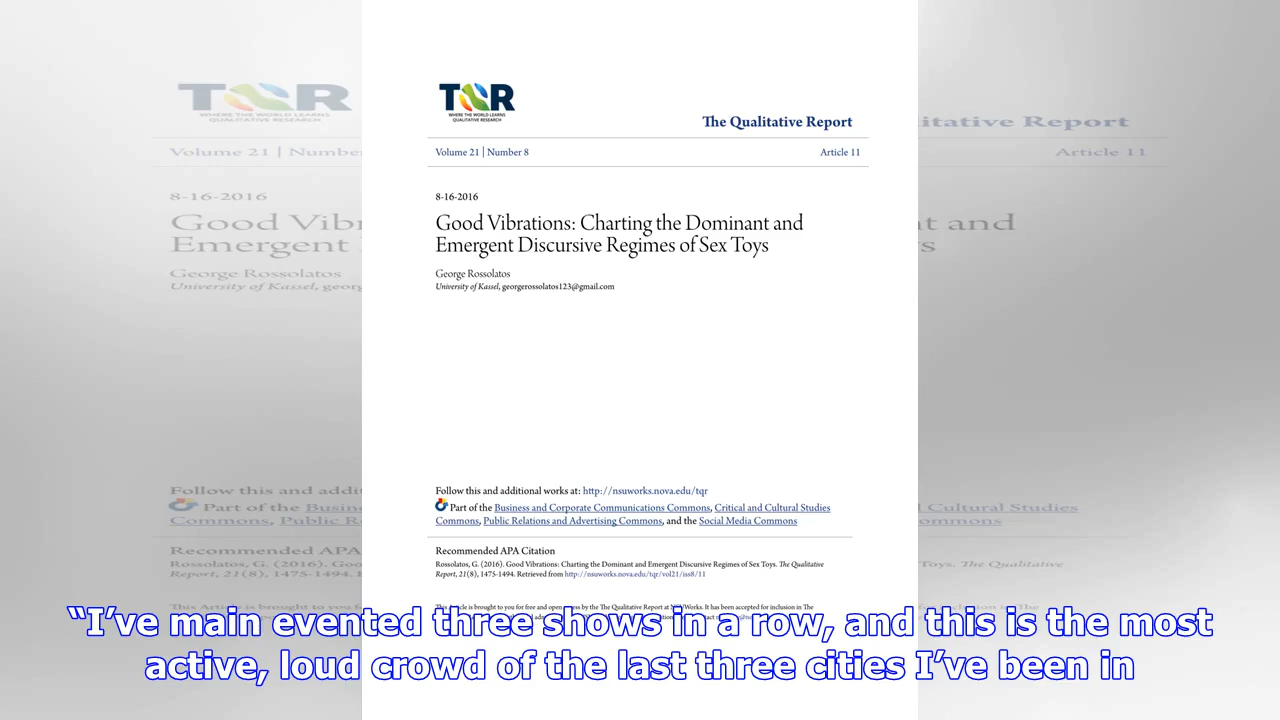 TQR
WHERE THE WORLD LEARNS
QUALITATIVE RESEARCH
The Qualitative Report
Volume 21 | Number 8
Article 11
8-16-2016
Good Vibrations: Charting the Dominant and
Emergent Discursive Regimes of Sex Toys
George Rossolatos
University of Kassel, georgerossolatos123@gmail.com
Follow this and additional works at: http://nsuworks.nova.edu/tqr
Part of the Business and Corporate Communications Commons, Critical and Cultural Studies
Commons, Public Relations and Advertising Commons, and the Social Media Commons
Recommended APA Citation
Rossolatos, G. (2016). Good Vibrations: Charting the Dominant and Emergent Discursive Regimes of Sex Toys. The Qualitative
Report, 21(8), 1475-1494. Retrieved from http://nsuworks.nova.edu/tqr/vol21/iss8/11
“I’ve main evented three shows in a row, and this is the most
active, loud crowd of the last three cities I’ve been in